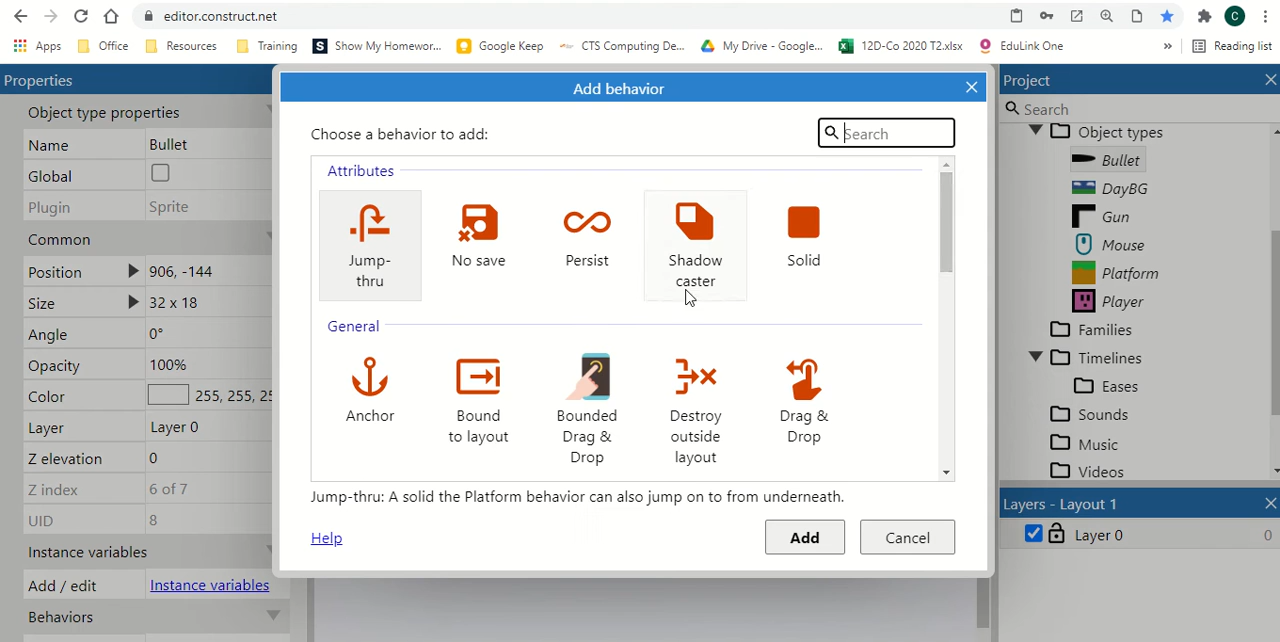 editor.construct.net
C
Apps Office Resources Training S Show My Homewor... Google Keep CTS Computing De... My Drive - Google... 12D-Co 2020 T2.xlsx EduLink One » Reading list
Properties
Object type properties
Name Bullet
Global
Plugin Sprite
Common
Position 906, -144
Size 32 x 18
Angle 0°
Opacity 100%
Color 255, 255, 25
Layer Layer 0
Z elevation 0
Z index 6 of 7
UID 8
Instance variables
Add / edit Instance variables
Behaviors
Add behavior
Choose a behavior to add:
Search
Attributes
Jump-
thru
No save
Persist
Shadow
caster
Solid
General
Anchor
Bound
to layout
Bounded
Drag &
Drop
Destroy
outside
layout
Drag &
Drop
Jump-thru: A solid the Platform behavior can also jump on to from underneath.
Help
Add
Cancel
Project
Search
Object types
Bullet
DayBG
Gun
Mouse
Platform
Player
Families
Timelines
Eases
Sounds
Music
Videos
Layers - Layout 1
Layer 0 0